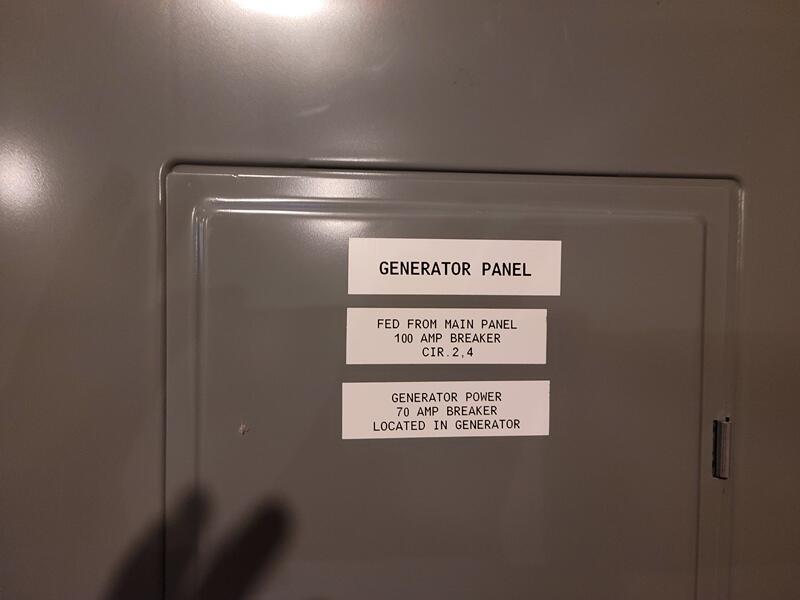 GENERATOR PANEL
FED FROM MAIN PANEL
100 AMP BREAKER
CIR.2,4
GENERATOR POWER
70 AMP BREAKER
LOCATED IN GENERATOR